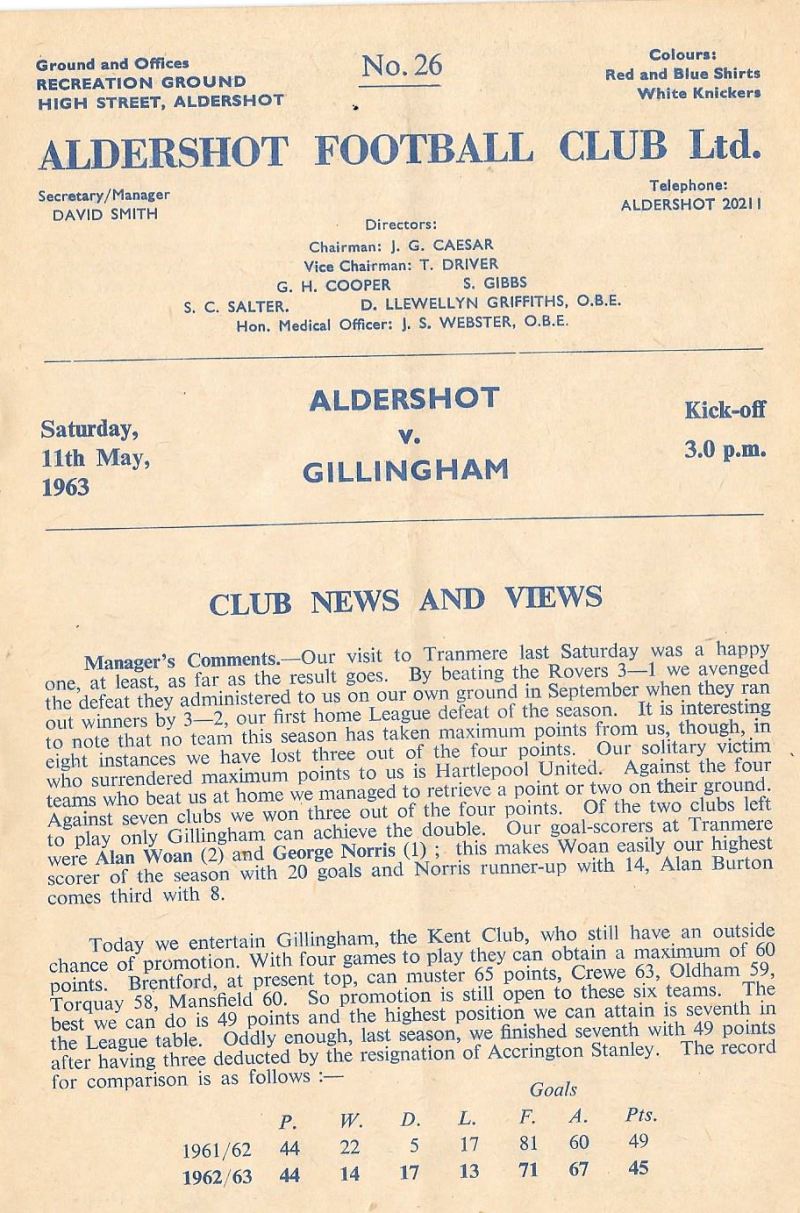 Ground and Offices
RECREATION GROUND
HIGH STREET, ALDERSHOT
No. 26
Colours:
Red and Blue Shirts
White Knickers
ALDERSHOT FOOTBALL CLUB Ltd.
Secretary/Manager
DAVID SMITH
Telephone:
ALDERSHOT 20211
Directors:
Chairman: J. G. CAESAR
Vice Chairman: T. DRIVER
G. H. COOPER S. GIBBS
S. C. SALTER. D. LLEWELLYN GRIFFITHS, O.B.E.
Hon. Medical Officer: J. S. WEBSTER, O.B.E.
Saturday,
11th May,
1963
ALDERSHOT
v.
GILLINGHAM
Kick-off
3.0 p.m.
CLUB NEWS AND VIEWS
Manager's Comments.—Our visit to Tranmere last Saturday was a happy
one, at least, as far as the result goes. By beating the Rovers 3—1 we avenged
the defeat they administered to us on our own ground in September when they ran
out winners by 3—2, our first home League defeat of the season. It is interesting
to note that no team this season has taken maximum points from us, though, in
eight instances we have lost three out of the four points. Our solitary victim
who surrendered maximum points to us is Hartlepool United. Against the four
teams who beat us at home we managed to retrieve a point or two on their ground.
Against seven clubs we won three out of the four points. Of the two clubs left
to play only Gillingham can achieve the double. Our goal-scorers at Tranmere
were Alan Woan (2) and George Norris (1) ; this makes Woan easily our highest
scorer of the season with 20 goals and Norris runner-up with 14, Alan Burton
comes third with 8.
Today we entertain Gillingham, the Kent Club, who still have an outside
chance of promotion. With four games to play they can obtain a maximum of 60
points. Brentford, at present top, can muster 65 points, Crewe 63, Oldham 59,
Torquay 58, Mansfield 60. So promotion is still open to these six teams. The
best we can do is 49 points and the highest position we can attain is seventh in
the League table. Oddly enough, last season, we finished seventh with 49 points
after having three deducted by the resignation of Accrington Stanley. The record
for comparison is as follows :—
Goals
P. W. D. L. F. A. Pts.
1961/62 44 22 5 17 81 60 49
1962/63 44 14 17 13 71 67 45